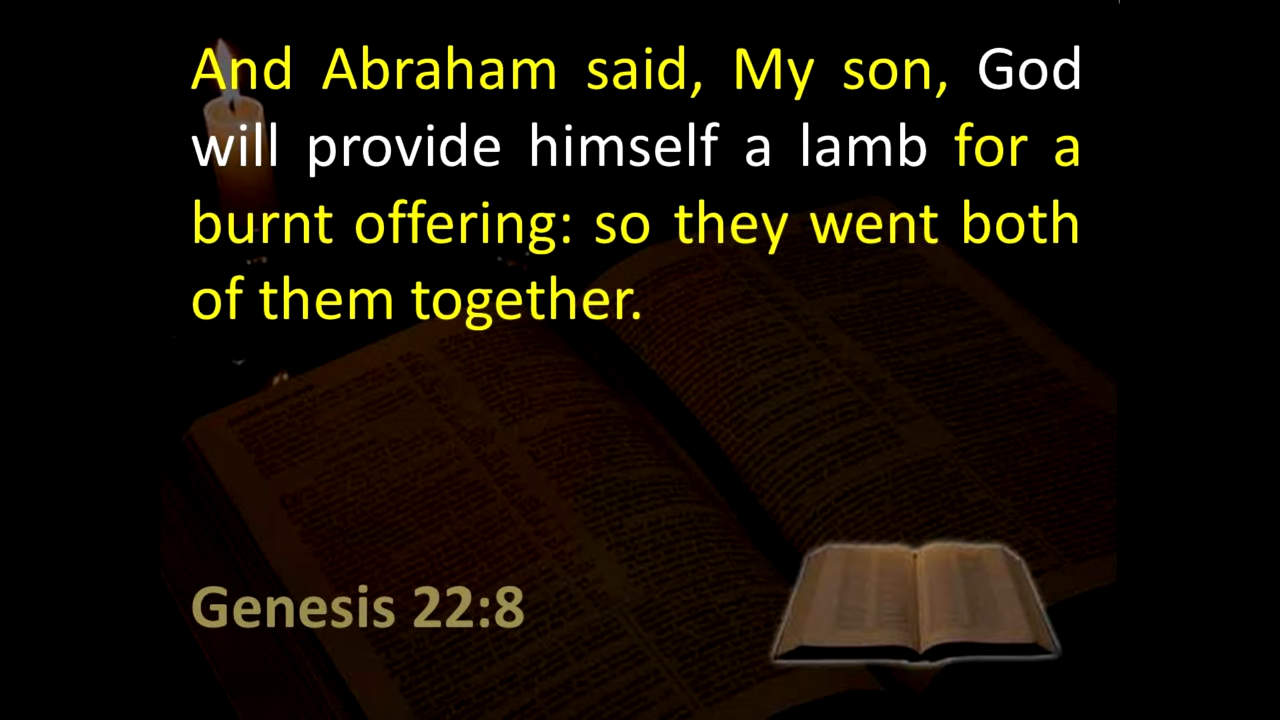 And Abraham said, My son, God
will provide himself a lamb for a
burnt offering: so they went both
of them together.
Genesis 22:8